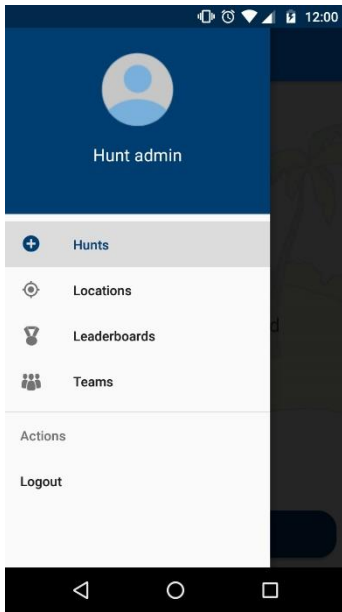 12:00
Hunt admin
Hunts
Locations
Leaderboards
Teams
Actions
Logout